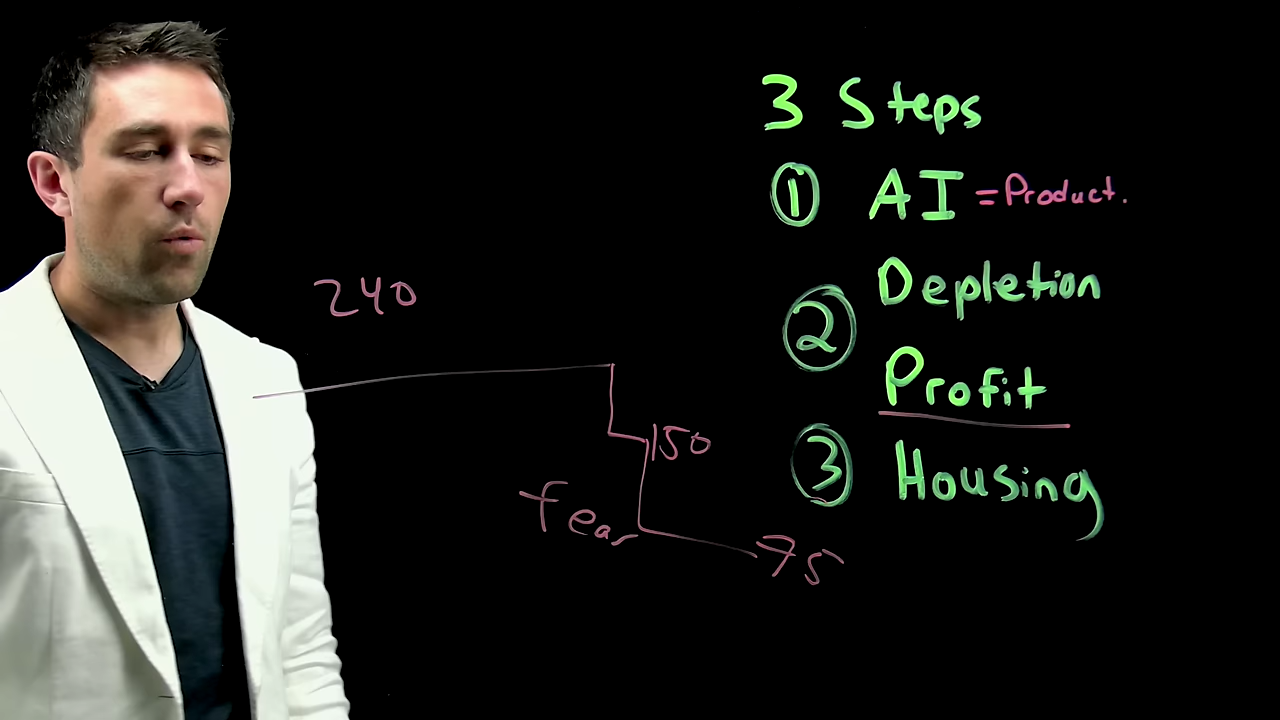 3 Steps
① AI = Product.
② Depletion
Profit
③ Housing
240
150
fear
75